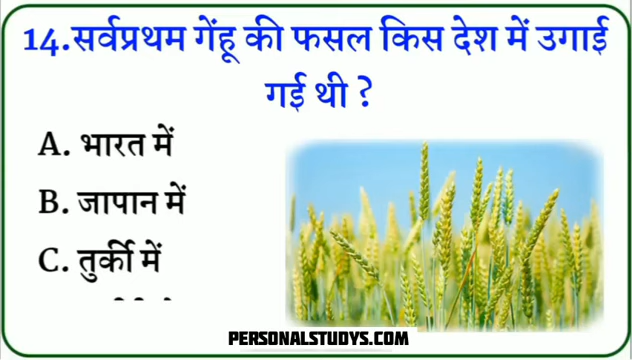 14.सर्वप्रथम गेंहू की फसल किस देश में उगाई
गई थी ?
A. भारत में
B. जापान में
C. तुर्की में
PERSONALSTUDYS.COM